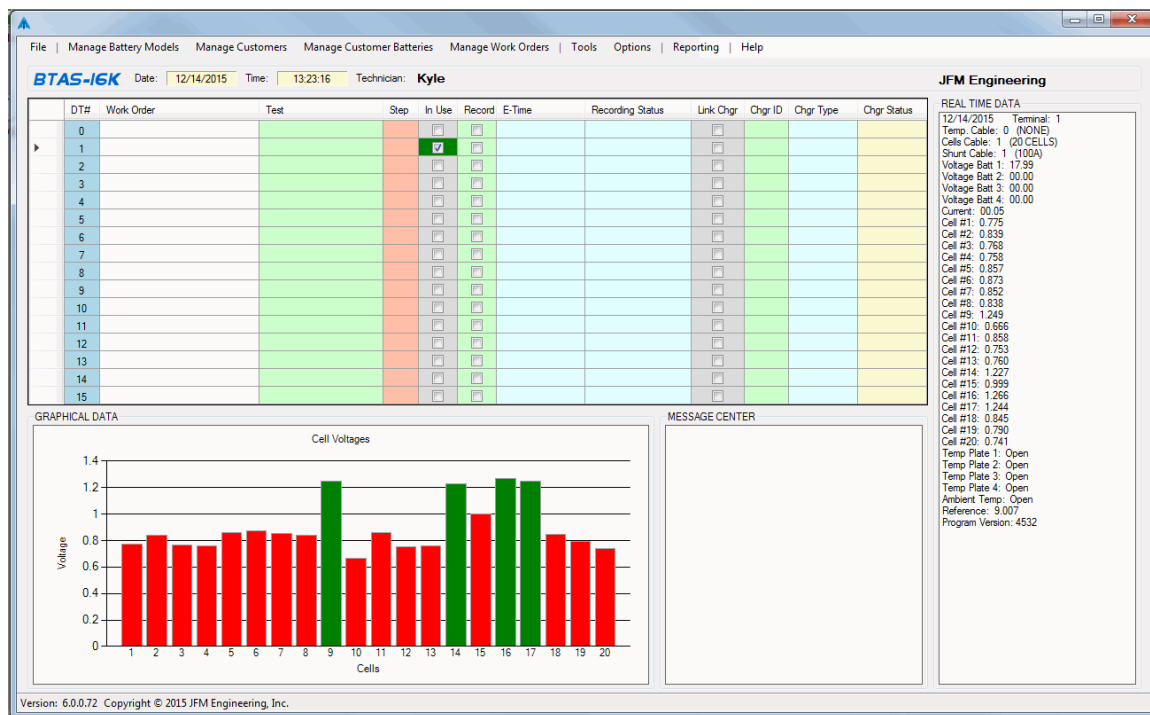 File | Manage Battery Models Manage Customers Manage Customer Batteries Manage Work Orders | Tools Options | Reporting | Help
BTAS-16K Date: 12/14/2015 Time: 13:23:16 Technician: Kyle
JFM Engineering
DT# Work Order Test Step In Use Record E-Time Recording Status Link Chgr Chgr ID Chgr Type Chgr Status
0
1
2
3
4
5
6
7
8
9
10
11
12
13
14
15
REAL TIME DATA
12/14/2015 Terminal: 1
Temp. Cable: 0 (NONE)
Cells Cable: 1 (20 CELLS)
Shunt Cable: 1 (100A)
Voltage Batt 1: 17.99
Voltage Batt 2: 00.00
Voltage Batt 3: 00.00
Voltage Batt 4: 00.00
Current: 00.05
Cell #1: 0.775
Cell #2: 0.839
Cell #3: 0.768
Cell #4: 0.758
Cell #5: 0.857
Cell #6: 0.873
Cell #7: 0.852
Cell #8: 0.838
Cell #9: 1.249
Cell #10: 0.666
Cell #11: 0.858
Cell #12: 0.753
Cell #13: 0.760
Cell #14: 1.227
Cell #15: 0.999
Cell #16: 1.266
Cell #17: 1.244
Cell #18: 0.845
Cell #19: 0.790
Cell #20: 0.741
Temp Plate 1: Open
Temp Plate 2: Open
Temp Plate 3: Open
Temp Plate 4: Open
Ambient Temp: Open
Reference: 9.007
Program Version: 4532
GRAPHICAL DATA
Cell Voltages
Voltage
1.4
1.2
1
0.8
0.6
0.4
0.2
0
1 2 3 4 5 6 7 8 9 10 11 12 13 14 15 16 17 18 19 20
Cells
MESSAGE CENTER
Version: 6.0.0.72 Copyright © 2015 JFM Engineering, Inc.